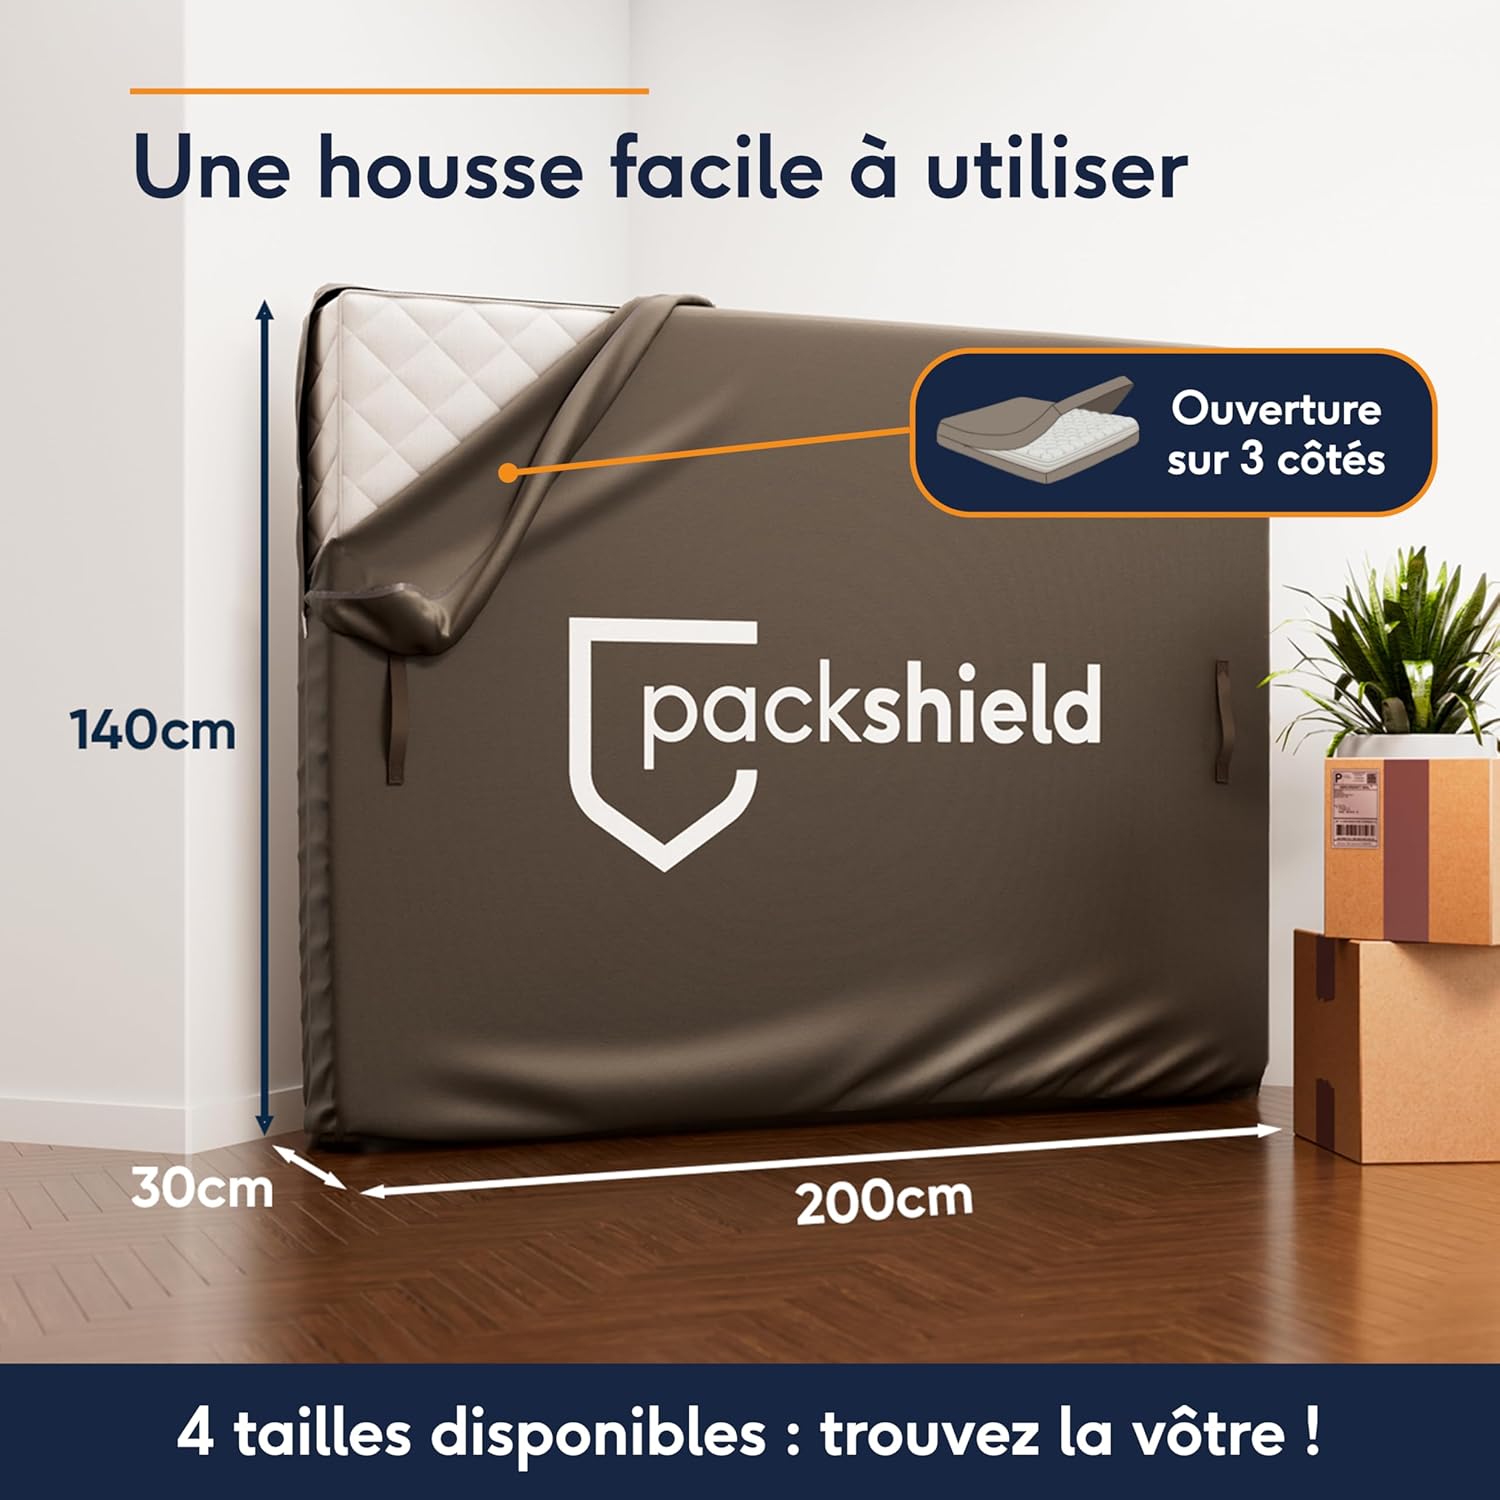 Une housse facile à utiliser
Ouverture
sur 3 côtés
140cm
packshield
30cm
200cm
4 tailles disponibles : trouvez la vôtre !